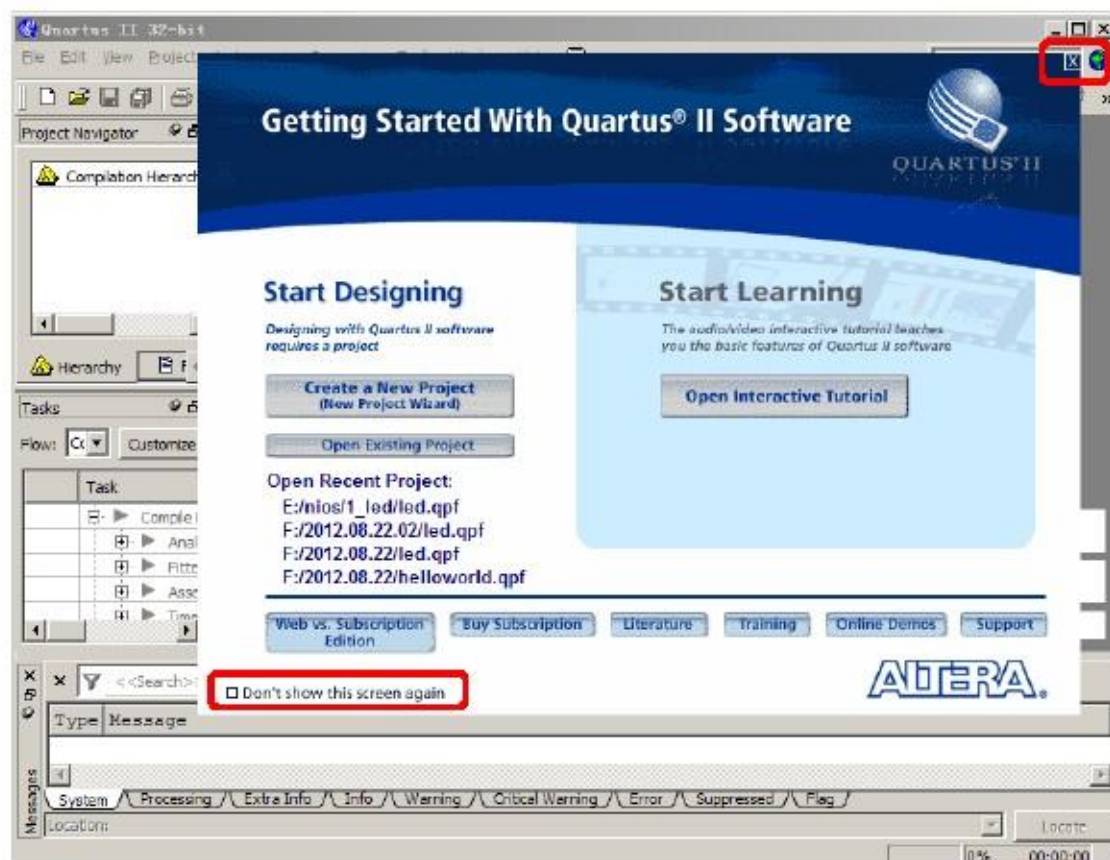 Quartus II 32-bit
File Edit View Project
Project Navigator
Compilation Hierarch
Hierarchy F
Tasks
Flow: Customize
Task
Compile
Anal
Fitte
Asse
Time
Getting Started With Quartus® II Software
QUARTUS® II
Start Designing
Designing with Quartus II software
requires a project
Create a New Project
(New Project Wizard)
Open Existing Project
Open Recent Project:
E:/nios/1_led/led.qpf
F:/2012.08.22.02/led.qpf
F:/2012.08.22/led.qpf
F:/2012.08.22/helloworld.qpf
Start Learning
The audio/video interactive tutorial teaches
you the basic features of Quartus II software
Open Interactive Tutorial
Web vs. Subscription
Edition
Buy Subscription
Literature
Training
Online Demos
Support
Don't show this screen again
ALTERA.
<<Search>>
Type Message
Messages
System Processing Extra Info Info Warning Critical Warning Error Suppressed Flag
Location:
Locate
0% 00:00:00